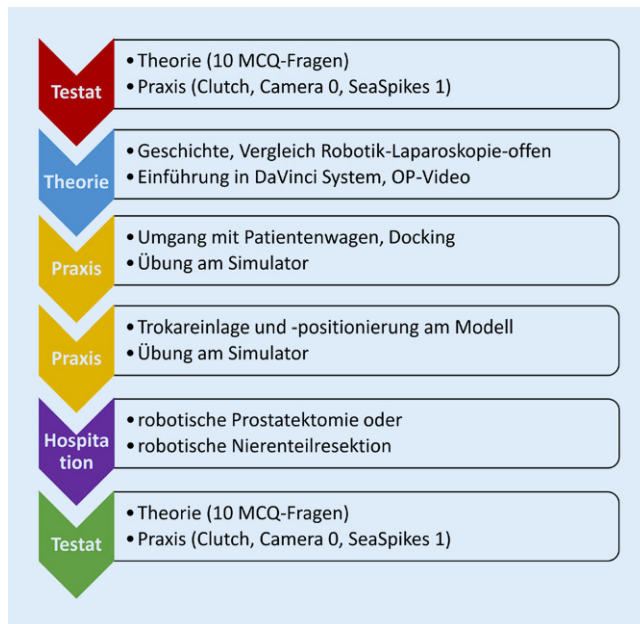 Testat
• Theorie (10 MCQ-Fragen)
• Praxis (Clutch, Camera 0, SeaSpikes 1)
Theorie
• Geschichte, Vergleich Robotik-Laparoskopie-offen
• Einführung in DaVinci System, OP-Video
Praxis
• Umgang mit Patientenwagen, Docking
• Übung am Simulator
Praxis
• Trokareinlage und -positionierung am Modell
• Übung am Simulator
Hospita
tion
• robotische Prostatektomie oder
• robotische Nierenteilresektion
Testat
• Theorie (10 MCQ-Fragen)
• Praxis (Clutch, Camera 0, SeaSpikes 1)